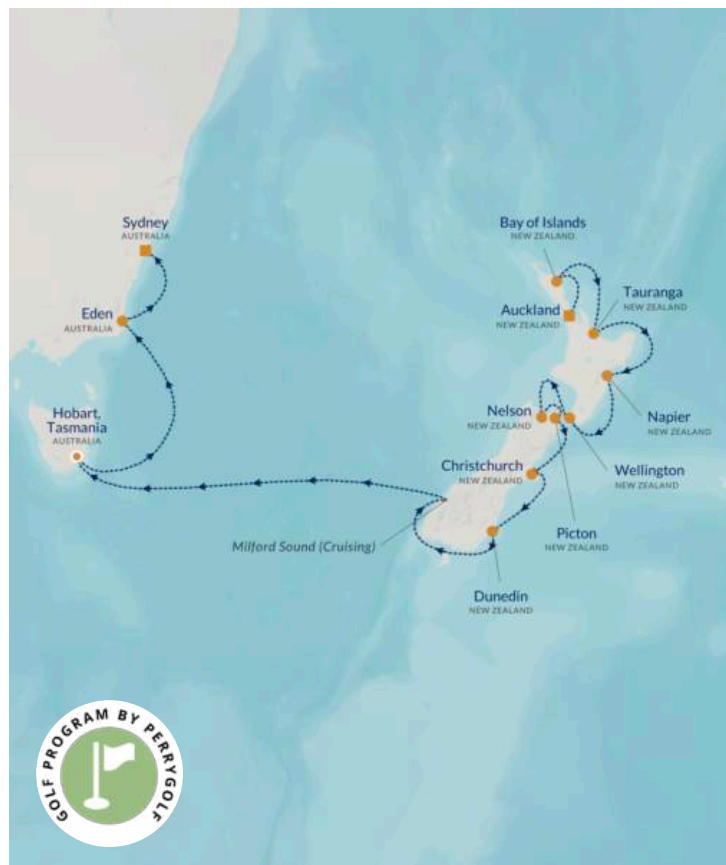 Sydney
AUSTRALIA
Bay of Islands
NEW ZEALAND
Tauranga
NEW ZEALAND
Auckland
NEW ZEALAND
Eden
AUSTRALIA
Hobart,
Tasmania
AUSTRALIA
Nelson
NEW ZEALAND
Napier
NEW ZEALAND
Christchurch
NEW ZEALAND
Wellington
NEW ZEALAND
Picton
NEW ZEALAND
Milford Sound (Cruising)
Dunedin
NEW ZEALAND
GOLF PROGRAM BY PERRYGOLF